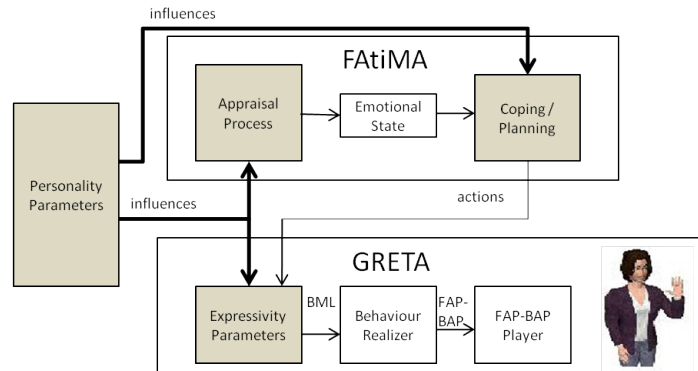 influences
FAtiMA
Appraisal
Process
Emotional
State
Coping /
Planning
Personality
Parameters
influences
actions
GRETA
Expressivity
Parameters
BML
Behaviour
Realizer
FAP-
BAP
FAP-BAP
Player